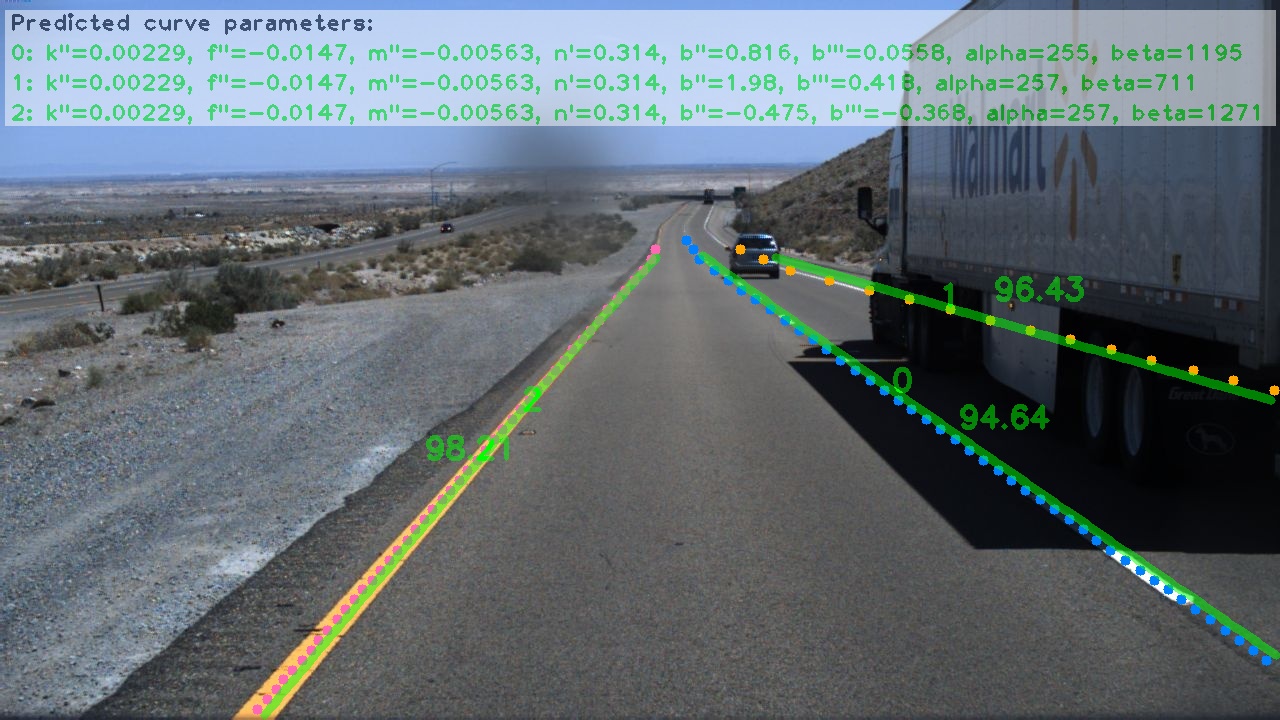 Predicted curve parameters:
0: k''=0.00229, f''=-0.0147, m''=-0.00563, n'=0.314, b''=0.816, b'''=0.0558, alpha=255, beta=1195
1: k''=0.00229, f''=-0.0147, m''=-0.00563, n'=0.314, b''=1.98, b'''=0.418, alpha=257, beta=711
2: k''=0.00229, f''=-0.0147, m''=-0.00563, n'=0.314, b''=-0.475, b'''=-0.368, alpha=257, beta=1271
Walmart
1 96.43
0
94.64
2
98.21